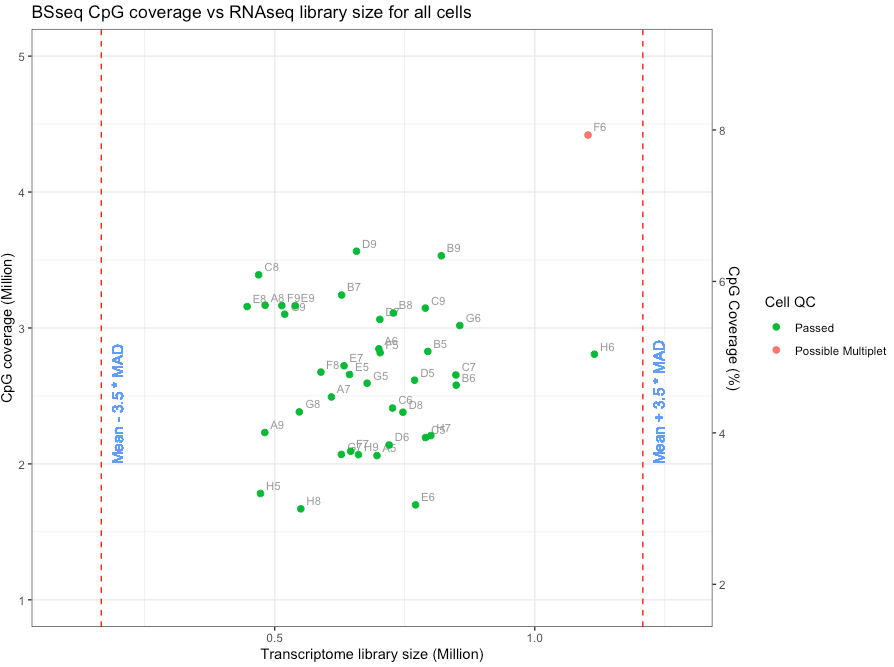 BSseq CpG coverage vs RNAseq library size for all cells
5
4
3
2
1
CpG coverage (Million)
0.5
1.0
Transcriptome library size (Million)
8
6
4
2
CpG Coverage (%)
Mean - 3.5 * MAD
Mean + 3.5 * MAD
F6
D9
B9
C8
B7
E8 A8 F9 E9
B8
C9
G6
A6
B5
H6
E7
F8
E5
C7
G5
D5
B6
A7
C6
G8
D8
A9
H7
D6
F7
H9
A5
H5
H8
E6
Cell QC
Passed
Possible Multiplet